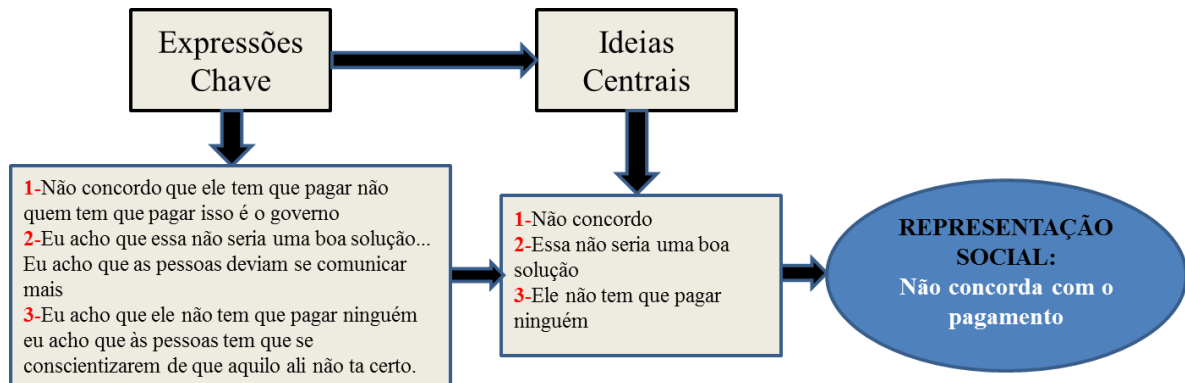 Expressões
Chave
Ideias
Centrais
1-Não concordo que ele tem que pagar não
quem tem que pagar isso é o governo
2-Eu acho que essa não seria uma boa solução...
Eu acho que as pessoas deviam se comunicar
mais
3-Eu acho que ele não tem que pagar ninguém
eu acho que às pessoas tem que se
conscientizarem de que aquilo ali não ta certo.
1-Não concordo
2-Essa não seria uma boa
solução
3-Ele não tem que pagar
ninguém
REPRESENTAÇÃO
SOCIAL:
Não concorda com o
pagamento